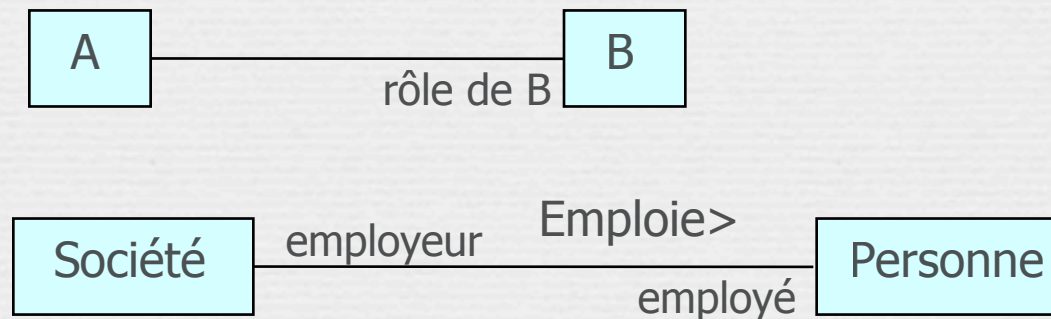 A
B
rôle de B
Emploie>
Société
employeur
Personne
employé